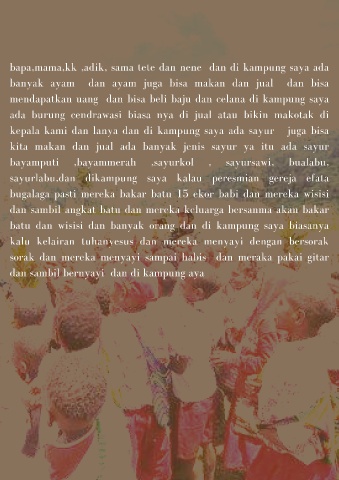 bapa,mama,kk ,adik, sama tete dan nene dan di kampung saya ada
banyak ayam dan ayam juga bisa makan dan jual dan bisa
mendapatkan uang dan bisa beli baju dan celana di kampung saya
ada burung cendrawasi biasa nya di jual atau bikin makotak di
kepala kami dan lanya dan di kampung saya ada sayur juga bisa
kita makan dan jual ada banyak jenis sayur ya itu ada sayur
bayamputi ,bayammerah ,sayurkol , sayursawi, bualabu,
sayurlabu,dan dikampung saya kalau peresmian gereja efata
bugalaga pasti mereka bakar batu 15 ekor babi dan mereka wisisi
dan sambil angkat batu dan mereka keluarga bersanma akan bakar
batu dan wisisi dan banyak orang dan di kampung saya biasanya
kalu kelairan tuhanyesus dan mereka menyayi dengan bersorak
sorak dan mereka menyayi sampai habis dan meraka pakai gitar
dan sambil bernyayi dan di kampung aya